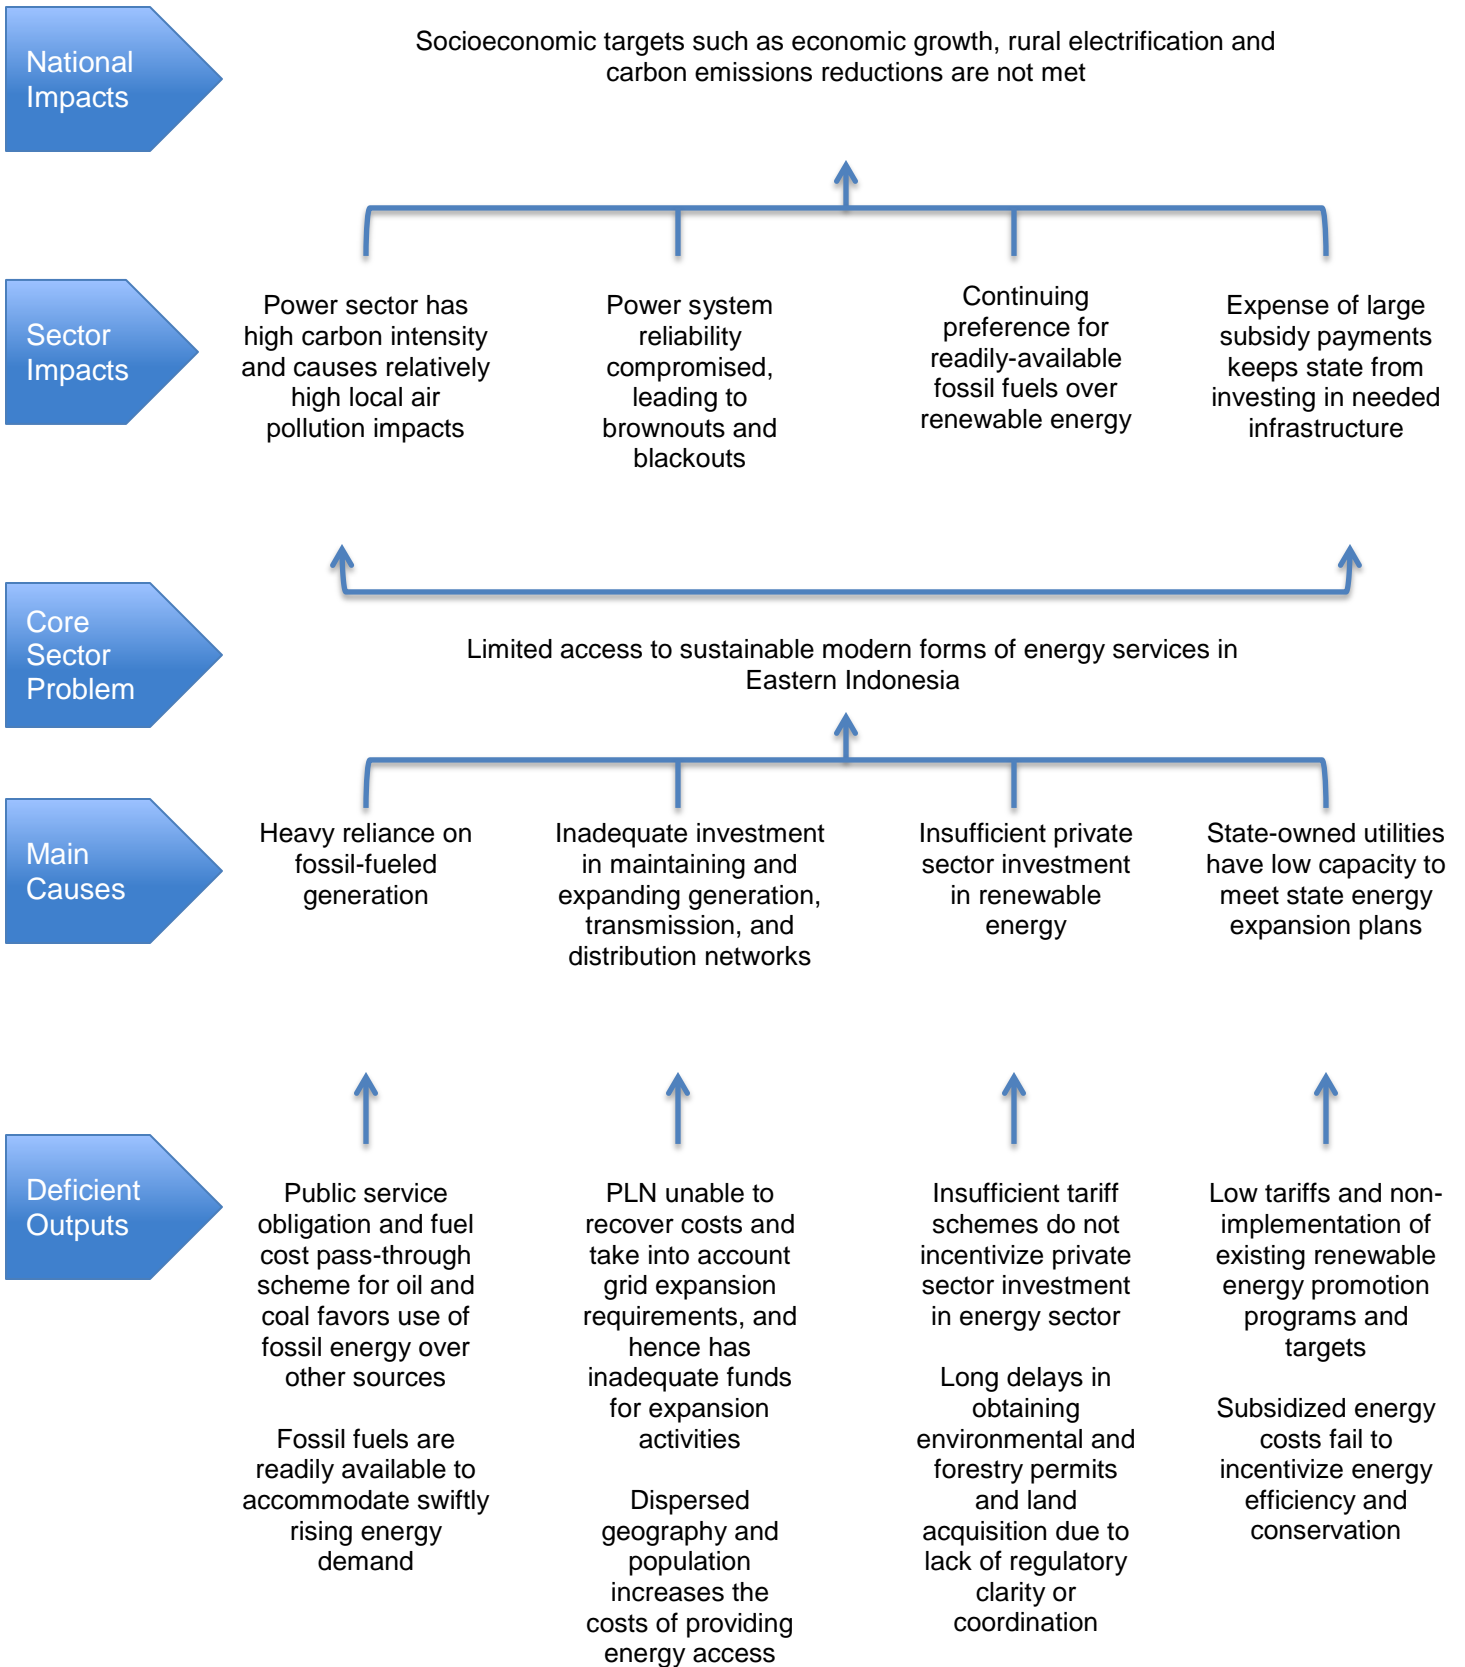 National
Impacts
Socioeconomic targets such as economic growth, rural electrification and
carbon emissions reductions are not met
Sector
Impacts
Power sector has
high carbon intensity
and causes relatively
high local air
pollution impacts
Power system
reliability
compromised,
leading to
brownouts and
blackouts
Continuing
preference for
readily-available
fossil fuels over
renewable energy
Expense of large
subsidy payments
keeps state from
investing in needed
infrastructure
Core
Sector
Problem
Limited access to sustainable modern forms of energy services in
Eastern Indonesia
Main
Causes
Heavy reliance on
fossil-fueled
generation
Inadequate investment
in maintaining and
expanding generation,
transmission, and
distribution networks
Insufficient private
sector investment
in renewable
energy
State-owned utilities
have low capacity to
meet state energy
expansion plans
Deficient
Outputs
Public service
obligation and fuel
cost pass-through
scheme for oil and
coal favors use of
fossil energy over
other sources
Fossil fuels are
readily available to
accommodate swiftly
rising energy
demand
PLN unable to
recover costs and
take into account
grid expansion
requirements, and
hence has
inadequate funds
for expansion
activities
Dispersed
geography and
population
increases the
costs of providing
energy access
Insufficient tariff
schemes do not
incentivize private
sector investment
in energy sector
Long delays in
obtaining
environmental and
forestry permits
and land
acquisition due to
lack of regulatory
clarity or
coordination
Low tariffs and non-
implementation of
existing renewable
energy promotion
programs and
targets
Subsidized energy
costs fail to
incentivize energy
efficiency and
conservation